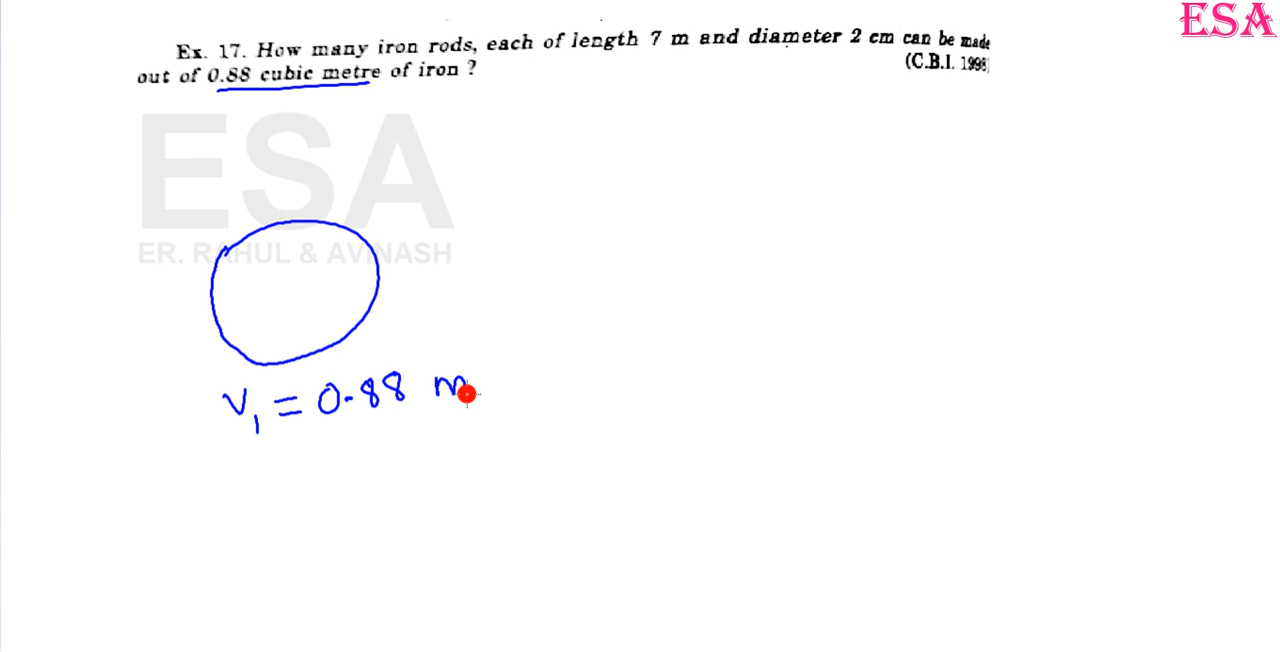 ESA
Ex. 17. How many iron rods, each of length 7 m and diameter 2 cm can be made
out of 0.88 cubic metre of iron ?
(C.B.I. 1998)
ESA
ER. RAHUL & AVINASH
V₁ = 0.88 m